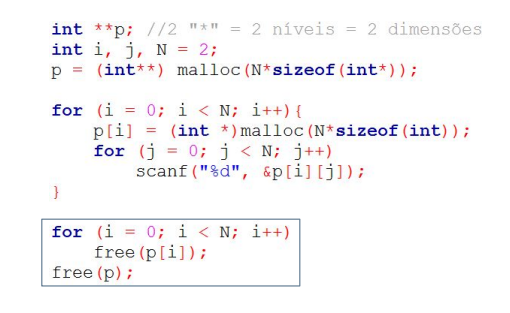 int **p; //2 "*" = 2 níveis = 2 dimensões
int i, j, N = 2;
p = (int**) malloc(N*sizeof(int*));
for (i = 0; i < N; i++){
p[i] = (int *)malloc(N*sizeof(int));
for (j = 0; j < N; j++)
scanf("%d", &p[i][j]);
}
for (i = 0; i < N; i++)
free(p[i]);
free(p);